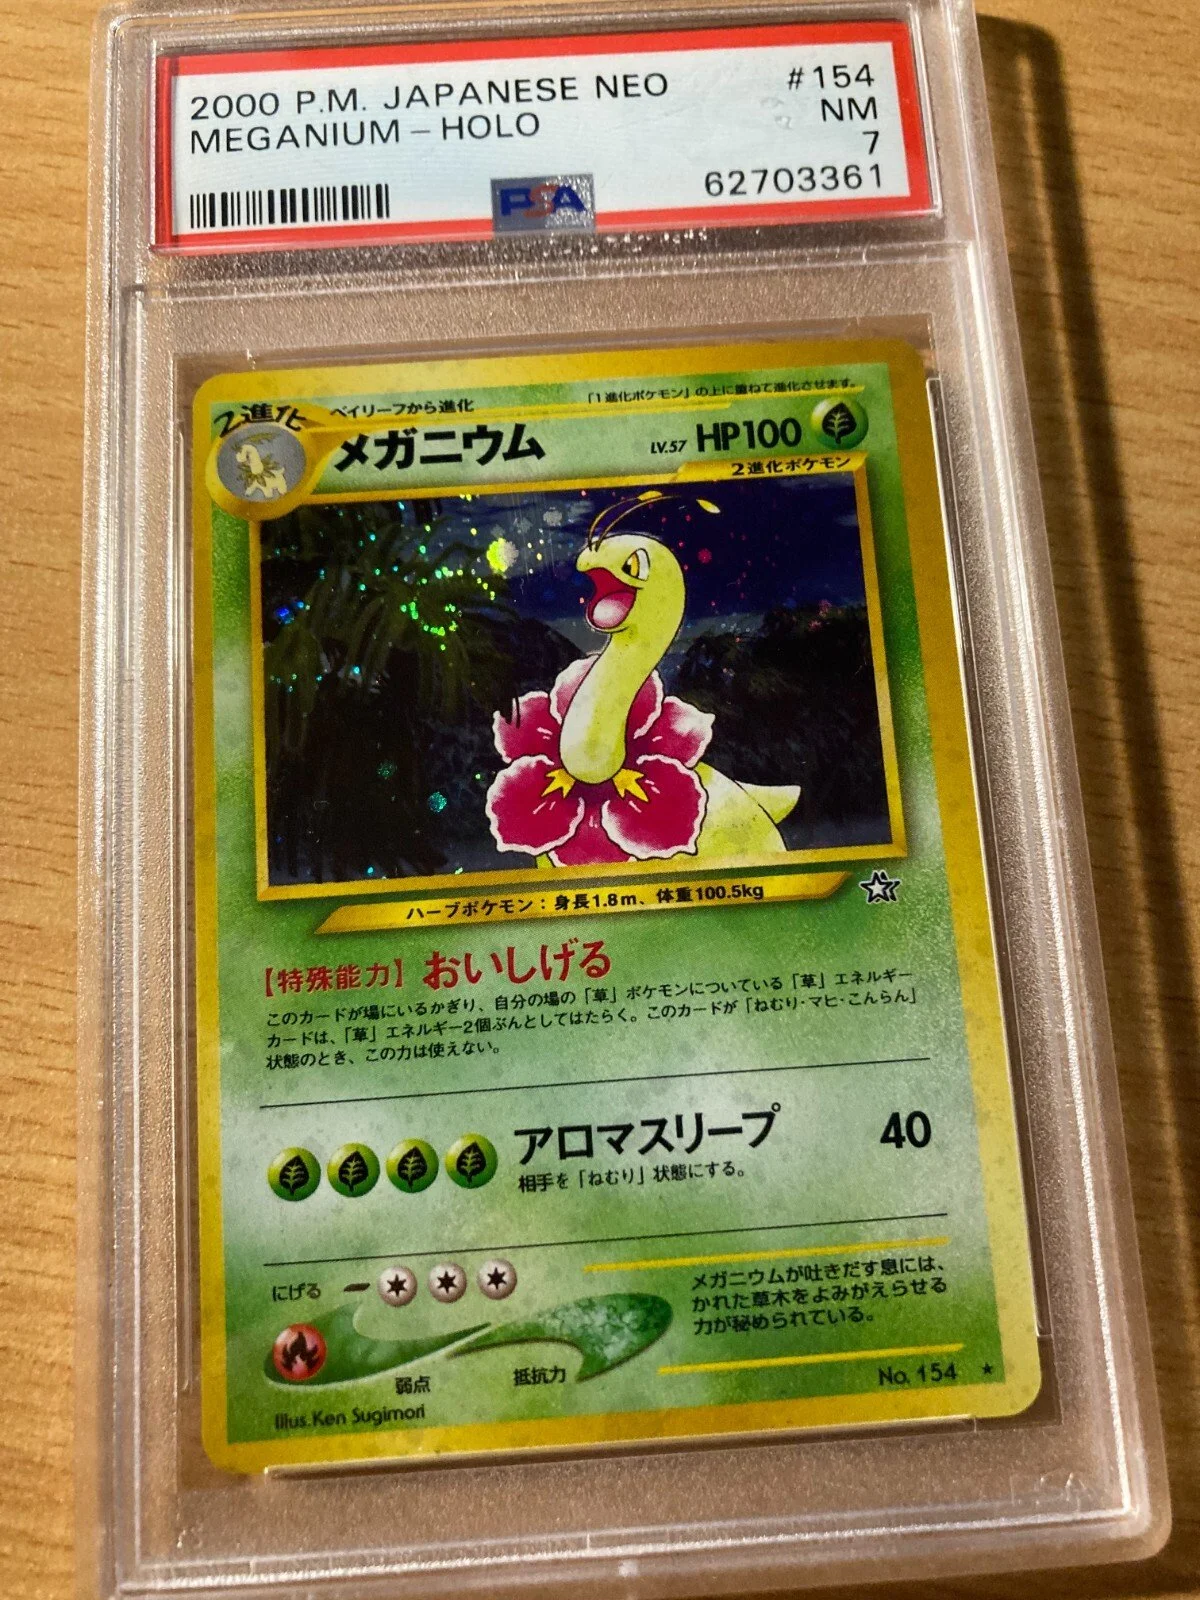 2000 P.M. JAPANESE NEO #154
MEGANIUM – HOLO NM
7
PSA 62703361
2進化 ベイリーフから進化 「1進化ポケモン」の上に重ねて進化させます。
メガニウム LV.57 HP100
2進化ポケモン
ハーブポケモン：身長1.8m、体重100.5kg
【特殊能力】おいしげる
このカードが場にいるかぎり、自分の場の「草」ポケモンについている「草」エネルギー
カードは、「草」エネルギー2個ぶんとしてはたらく。このカードが「ねむり・マヒ・こんらん」
状態のとき、この力は使えない。
アロマスリープ 40
相手を「ねむり」状態にする。
にげる
弱点 抵抗力
メガニウムが吐きだす息には、
かれた草木をよみがえらせる
力が秘められている。
Illus. Ken Sugimori
No. 154 ★